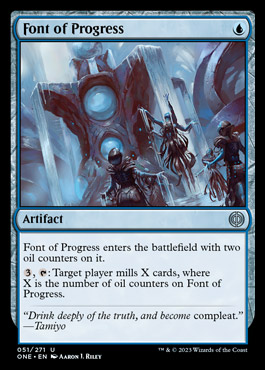 Font of Progress
Artifact
Font of Progress enters the battlefield with two
oil counters on it.
3, : Target player mills X cards, where
X is the number of oil counters on Font of
Progress.
"Drink deeply of the truth, and become compleat."
—Tamiyo
051/271 U
ONE • EN AARON J. RILEY
™ & © 2023 Wizards of the Coast